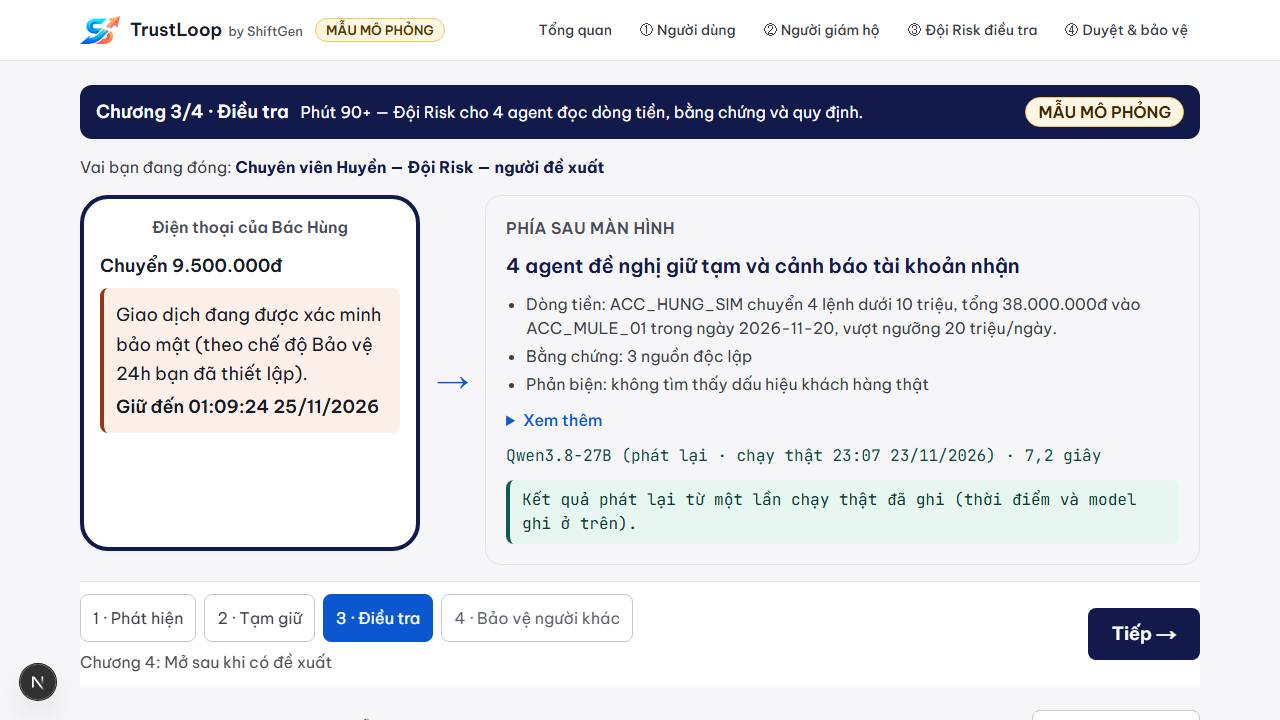 TrustLoop by ShiftGen MẪU MÔ PHỎNG Tổng quan ① Người dùng ② Người giám hộ ③ Đội Risk điều tra ④ Duyệt & bảo vệ
Chương 3/4 · Điều tra Phút 90+ — Đội Risk cho 4 agent đọc dòng tiền, bằng chứng và quy định. MẪU MÔ PHỎNG
Vai bạn đang đóng: Chuyên viên Huyền — Đội Risk — người đề xuất
Điện thoại của Bác Hùng
Chuyển 9.500.000đ
Giao dịch đang được xác minh
bảo mật (theo chế độ Bảo vệ
24h bạn đã thiết lập).
Giữ đến 01:09:24 25/11/2026
→
PHÍA SAU MÀN HÌNH
4 agent đề nghị giữ tạm và cảnh báo tài khoản nhận
• Dòng tiền: ACC_HUNG_SIM chuyển 4 lệnh dưới 10 triệu, tổng 38.000.000đ vào
ACC_MULE_01 trong ngày 2026-11-20, vượt ngưỡng 20 triệu/ngày.
• Bằng chứng: 3 nguồn độc lập
• Phản biện: không tìm thấy dấu hiệu khách hàng thật
▶ Xem thêm
Qwen3.8-27B (phát lại · chạy thật 23:07 23/11/2026) · 7,2 giây
Kết quả phát lại từ một lần chạy thật đã ghi (thời điểm và model
ghi ở trên).
1 · Phát hiện 2 · Tạm giữ 3 · Điều tra 4 · Bảo vệ người khác
Tiếp →
Chương 4: Mở sau khi có đề xuất
N